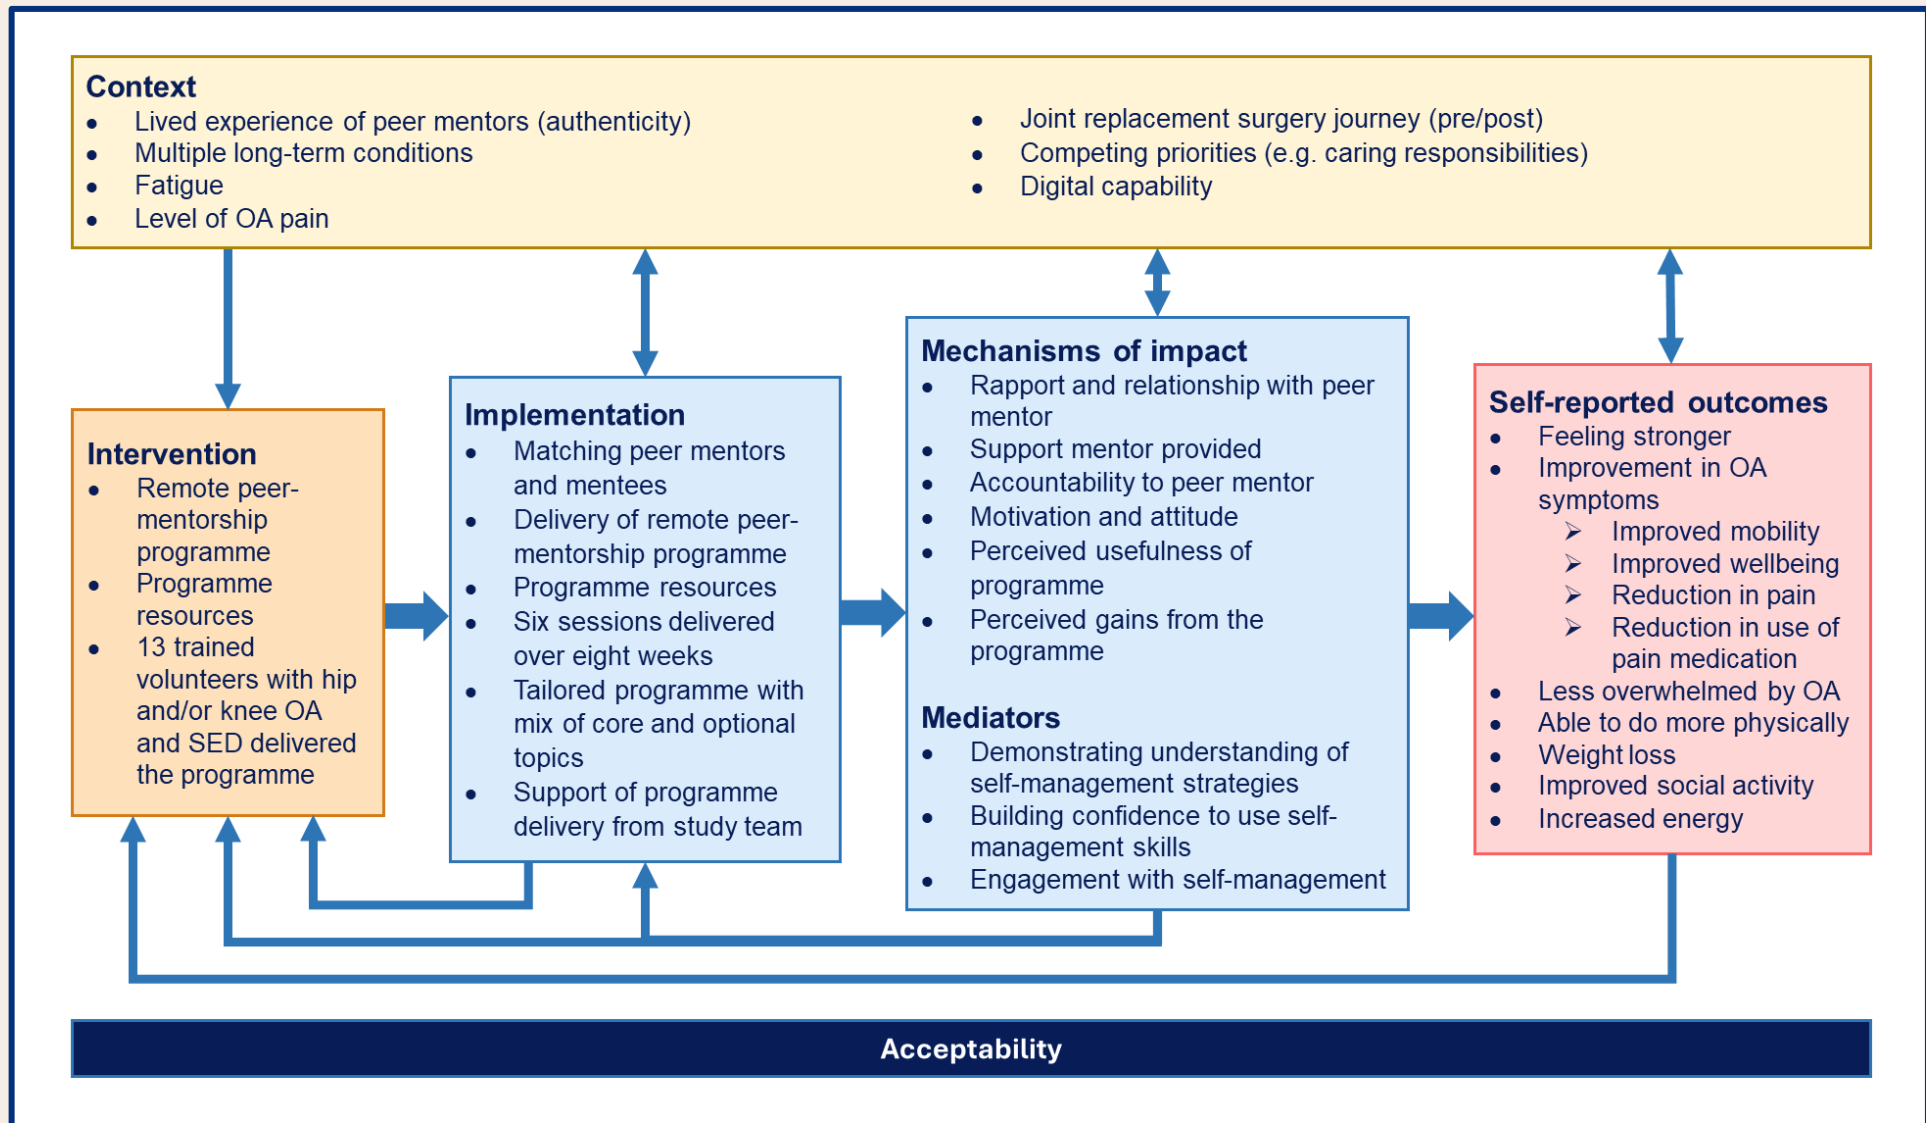 Context
• Lived experience of peer mentors (authenticity)
• Multiple long-term conditions
• Fatigue
• Level of OA pain
• Joint replacement surgery journey (pre/post)
• Competing priorities (e.g. caring responsibilities)
• Digital capability
Intervention
• Remote peer-
mentorship
programme
• Programme
resources
• 13 trained
volunteers with hip
and/or knee OA
and SED delivered
the programme
Implementation
• Matching peer mentors
and mentees
• Delivery of remote peer-
mentorship programme
• Programme resources
• Six sessions delivered
over eight weeks
• Tailored programme with
mix of core and optional
topics
• Support of programme
delivery from study team
Mechanisms of impact
• Rapport and relationship with peer
mentor
• Support mentor provided
• Accountability to peer mentor
• Motivation and attitude
• Perceived usefulness of
programme
• Perceived gains from the
programme
Mediators
• Demonstrating understanding of
self-management strategies
• Building confidence to use self-
management skills
• Engagement with self-management
Self-reported outcomes
• Feeling stronger
• Improvement in OA
symptoms
➢ Improved mobility
➢ Improved wellbeing
➢ Reduction in pain
➢ Reduction in use of
pain medication
• Less overwhelmed by OA
• Able to do more physically
• Weight loss
• Improved social activity
• Increased energy
Acceptability